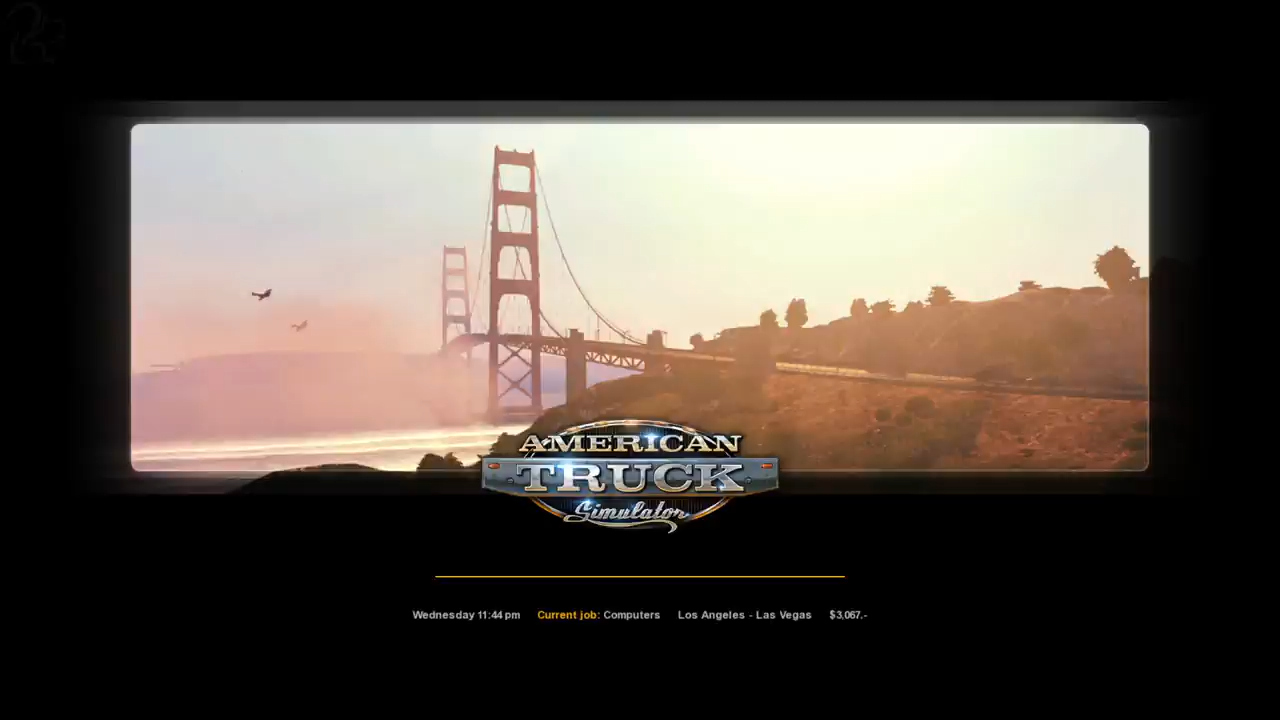 AMERICAN
TRUCK
Simulator
Wednesday 11:44 pm Current job: Computers Los Angeles - Las Vegas $3,067.-